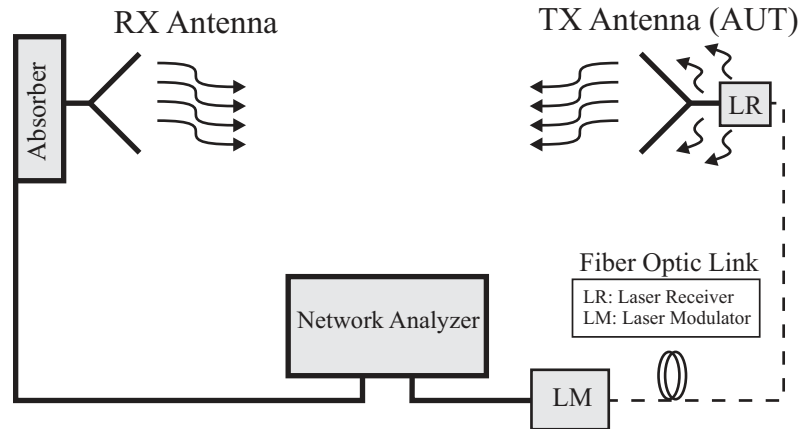 RX Antenna
TX Antenna (AUT)
Absorber
LR
Fiber Optic Link
LR: Laser Receiver
LM: Laser Modulator
Network Analyzer
LM